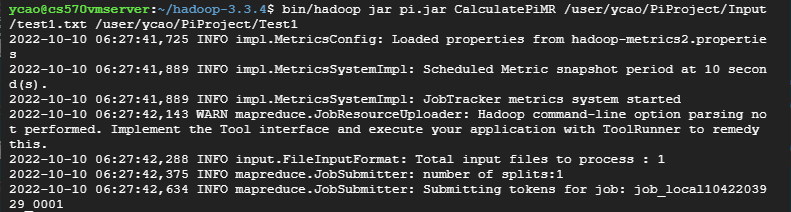 ycao@cs570vmserver:~/hadoop-3.3.4$ bin/hadoop jar pi.jar CalculatePiMR /user/ycao/PiProject/Input
/test1.txt /user/ycao/PiProject/Test1
2022-10-10 06:27:41,725 INFO impl.MetricsConfig: Loaded properties from hadoop-metrics2.propertie
s
2022-10-10 06:27:41,889 INFO impl.MetricsSystemImpl: Scheduled Metric snapshot period at 10 secon
d(s).
2022-10-10 06:27:41,889 INFO impl.MetricsSystemImpl: JobTracker metrics system started
2022-10-10 06:27:42,143 WARN mapreduce.JobResourceUploader: Hadoop command-line option parsing no
t performed. Implement the Tool interface and execute your application with ToolRunner to remedy
this.
2022-10-10 06:27:42,288 INFO input.FileInputFormat: Total input files to process : 1
2022-10-10 06:27:42,375 INFO mapreduce.JobSubmitter: number of splits:1
2022-10-10 06:27:42,634 INFO mapreduce.JobSubmitter: Submitting tokens for job: job_local10422039
29_0001